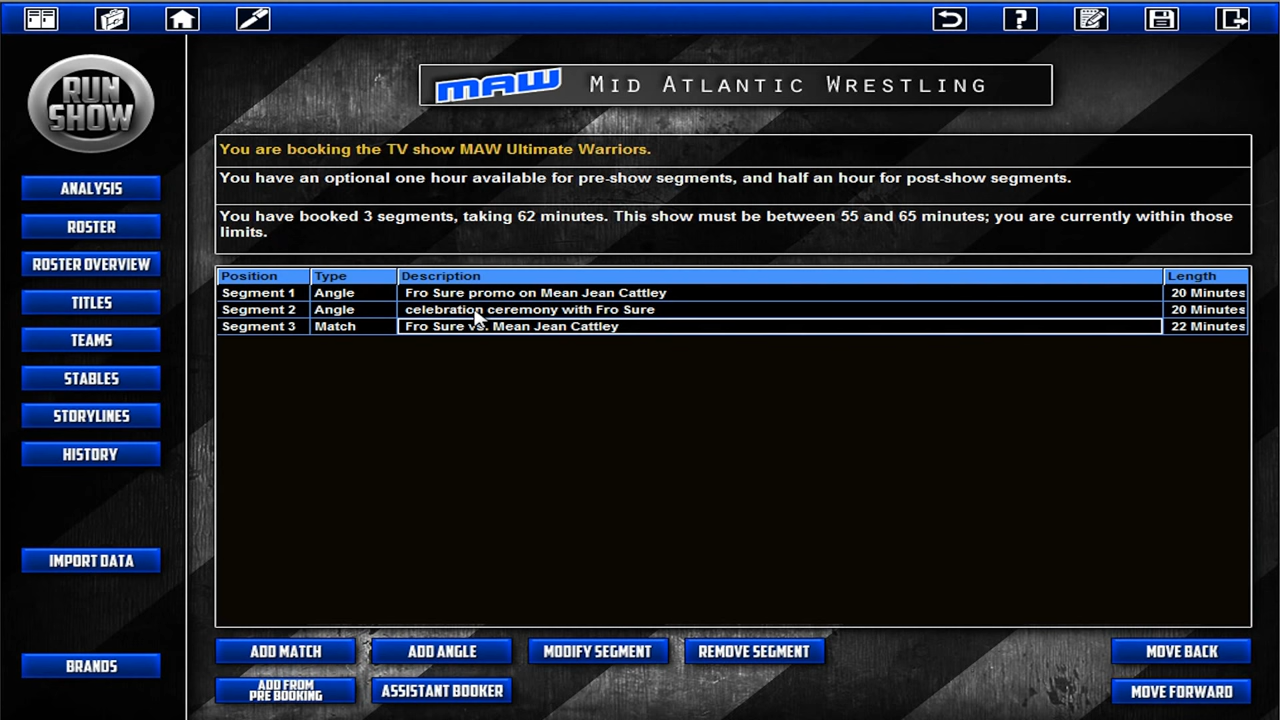 RUN
SHOW
MAW Mid Atlantic Wrestling
You are booking the TV show MAW Ultimate Warriors.
You have an optional one hour available for pre-show segments, and half an hour for post-show segments.
You have booked 3 segments, taking 62 minutes. This show must be between 55 and 65 minutes; you are currently within those
limits.
ANALYSIS
ROSTER
ROSTER OVERVIEW
TITLES
TEAMS
STABLES
STORYLINES
HISTORY
IMPORT DATA
BRANDS
Position Type Description Length
Segment 1 Angle Fro Sure promo on Mean Jean Cattley 20 Minutes
Segment 2 Angle celebration ceremony with Fro Sure 20 Minutes
Segment 3 Match Fro Sure vs. Mean Jean Cattley 22 Minutes
ADD MATCH ADD ANGLE MODIFY SEGMENT REMOVE SEGMENT MOVE BACK
ADD FROM
PRE BOOKING
ASSISTANT BOOKER MOVE FORWARD